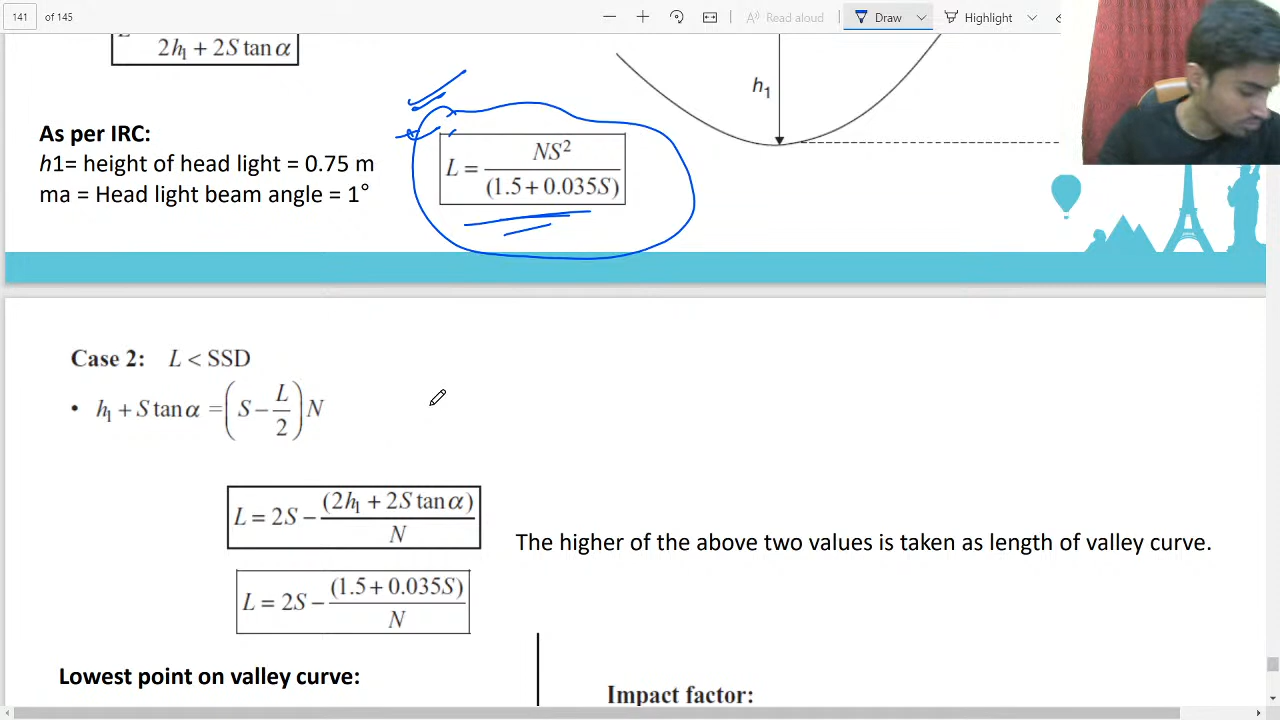 141 of 145
Read aloud
Draw
Highlight
2h₁ + 2S tan α
h₁
As per IRC:
h1= height of head light = 0.75 m
ma = Head light beam angle = 1°
L = NS² / (1.5 + 0.035S)
Case 2: L < SSD
• h₁ + S tan α = (S − L/2) N
L = 2S − (2h₁ + 2S tan α) / N
The higher of the above two values is taken as length of valley curve.
L = 2S − (1.5 + 0.035S) / N
Lowest point on valley curve:
Impact factor: